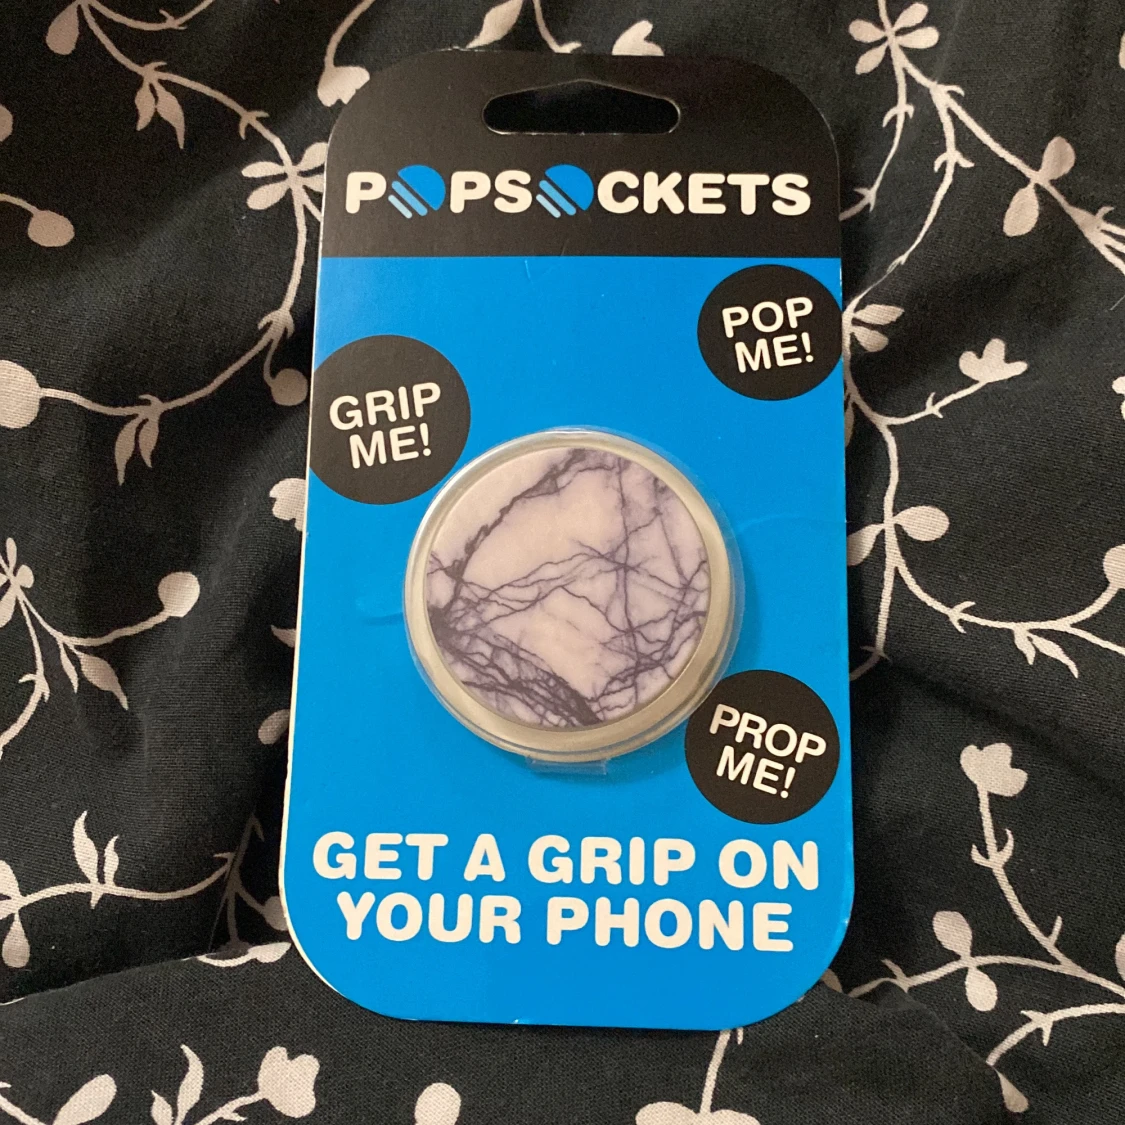 POPSOCKETS
POP
ME!
GRIP
ME!
PROP
ME!
GET A GRIP ON
YOUR PHONE